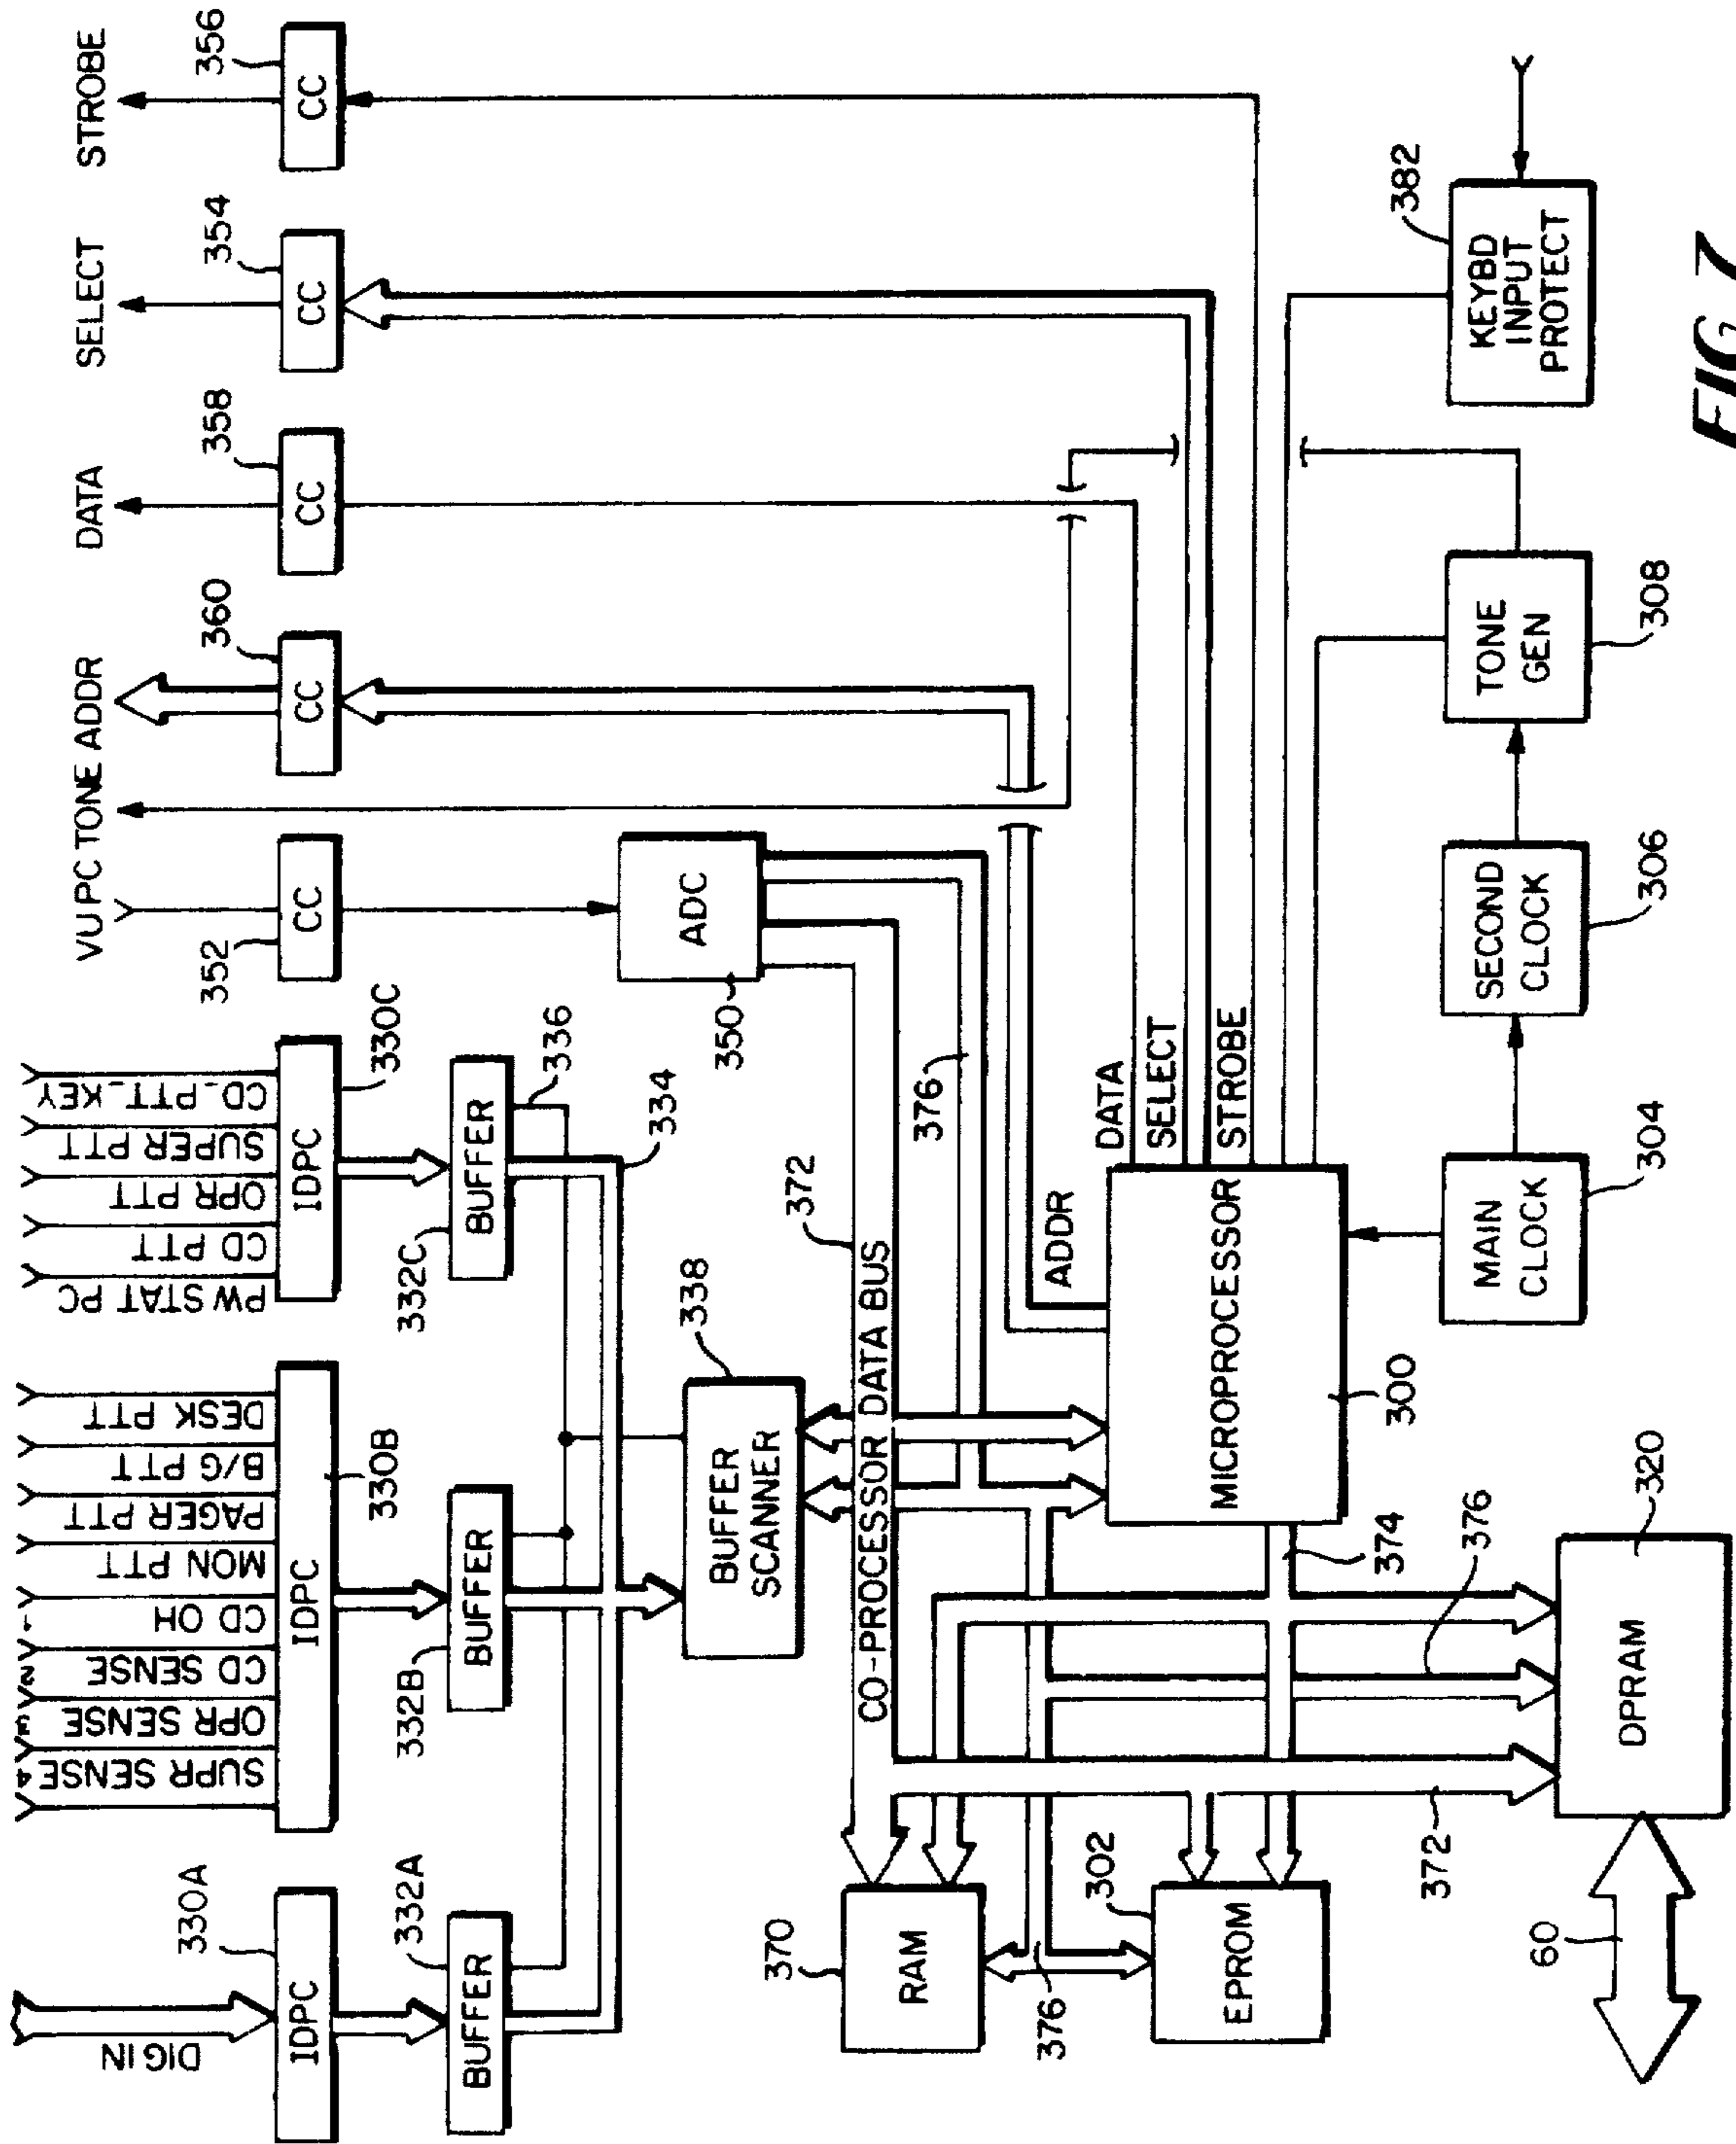 DIG IN
330A
IDPC
332A
BUFFER
SUPR SENSE 4
OPR SENSE 3
CD SENSE 2
CD OH 1
MON PTT
PAGER PTT
B/G PTT
DESK PTT
IDPC
330B
332B
BUFFER
PW STAT PC
CD PTT
OPR PTT
SUPER PTT
CD_PTT_KEY
IDPC
330C
332C
BUFFER
336
334
338
BUFFER
SCANNER
VU PC TONE ADDR
DATA
SELECT
STROBE
352
CC
360
CC
358
CC
354
CC
356
CC
350
ADC
372
CO-PROCESSOR DATA BUS
376
370
RAM
376
302
EPROM
372
374
376
ADDR
DATA
SELECT
STROBE
MICROPROCESSOR
300
320
DPRAM
60
MAIN
CLOCK
304
SECOND
CLOCK
306
TONE
GEN
308
382
KEYBD
INPUT
PROTECT
FIG. 7